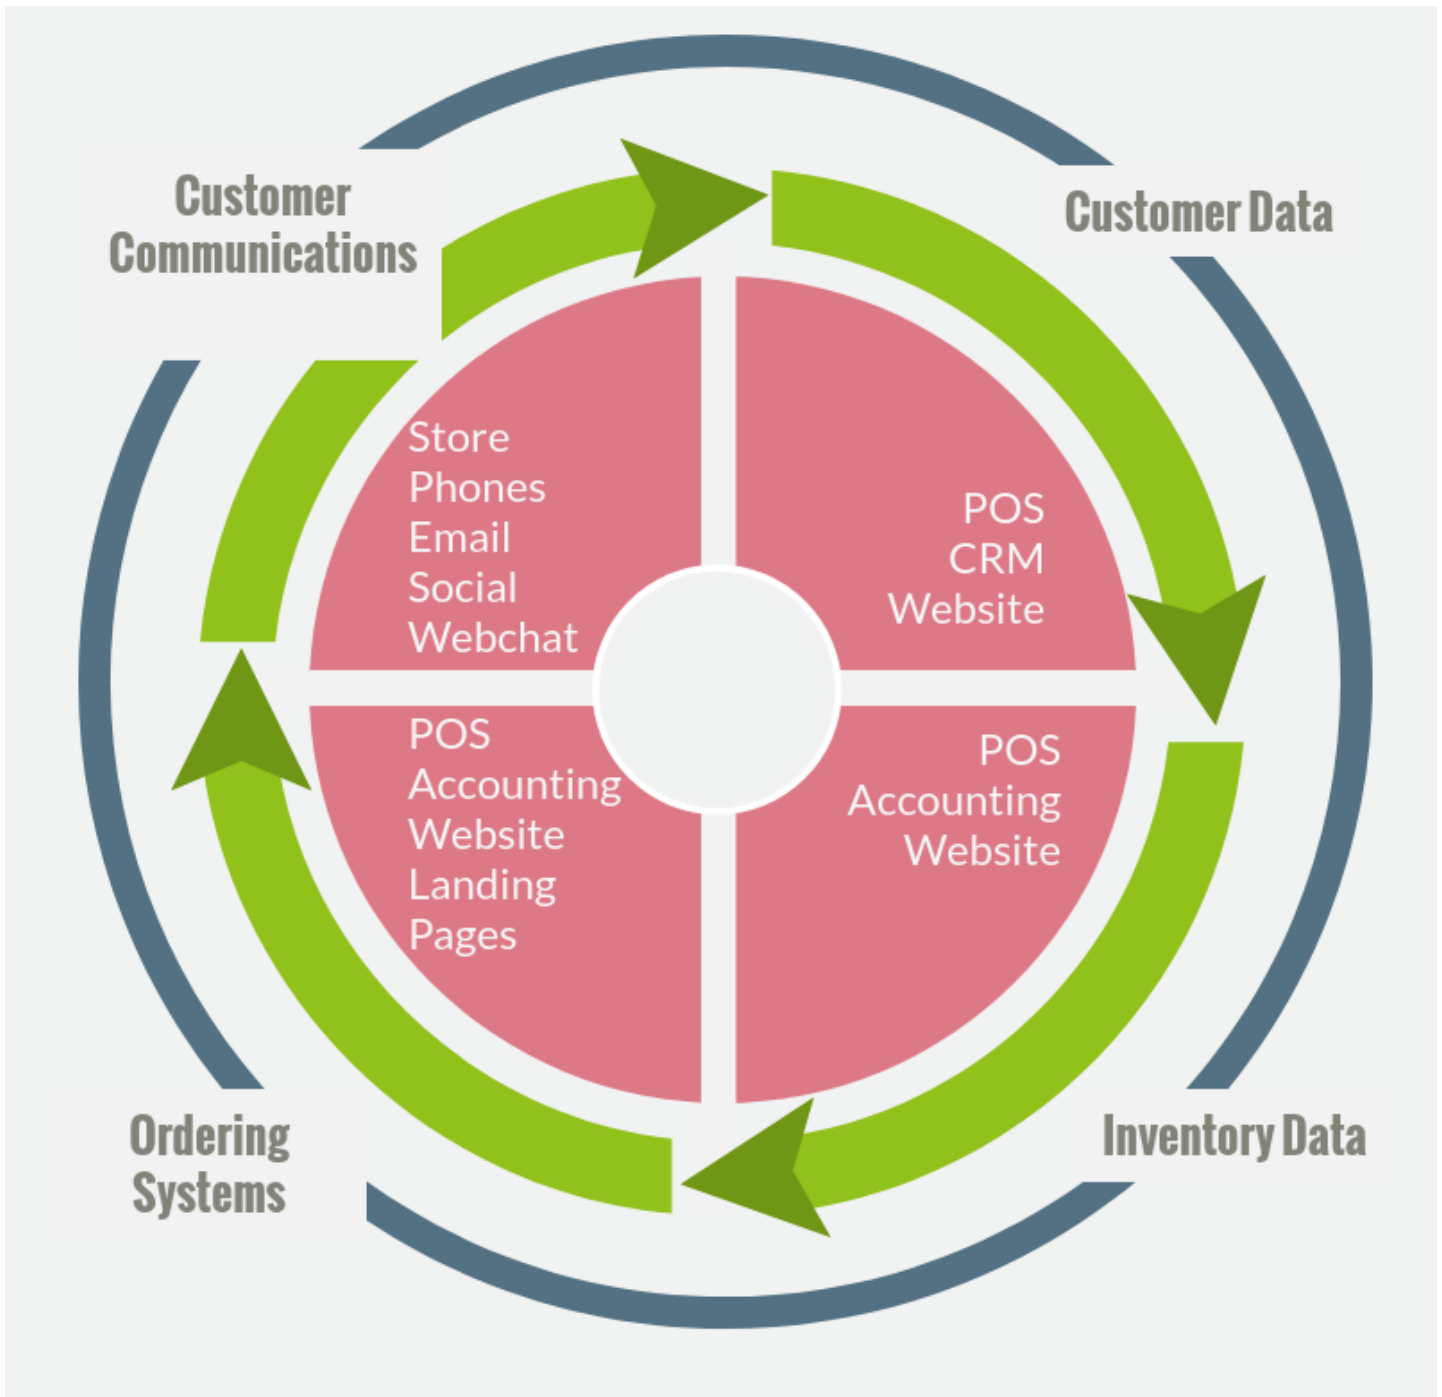 Customer
Communications
Customer Data
Store
Phones
Email
Social
Webchat
POS
CRM
Website
POS
Accounting
Website
Landing
Pages
POS
Accounting
Website
Ordering
Systems
Inventory Data